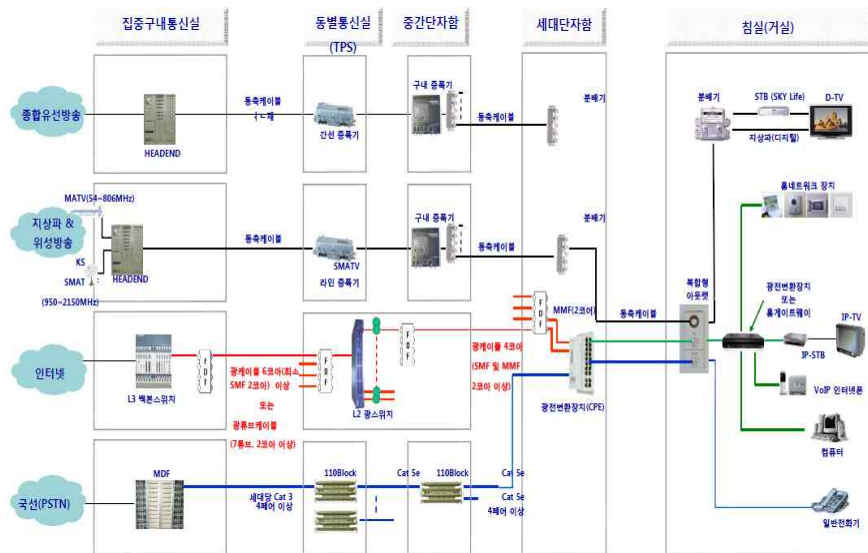 집중구내통신실
동별통신실
(TPS)
중간단자함
세대단자함
침실(거실)
종합유선방송
HEADEND
동축케이블
간선 증폭기
구내 증폭기
동축케이블
분배기
분배기
STB (SKY Life)
D-TV
지상파(디지털)
MATV(54~806MHz)
지상파 &
위성방송
KS
SMAT
(950~2150MHz)
HEADEND
동축케이블
SMATV
라인 증폭기
구내 증폭기
동축케이블
분배기
홈네트워크 장치
복합형
아웃렛
광전변환장치
또는
홈게이트웨이
IP-TV
IP-STB
VoIP 인터넷폰
컴퓨터
일반전화기
인터넷
L3 백본스위치
FDF
광케이블 6코아(최소
SMF 2코아) 이상
또는
광튜브케이블
(7튜브, 2코아 이상)
FDF
L2 광스위치
FDF
광케이블 4코아
(SMF 및 MMF
2코아 이상)
FDF
MMF(2코어)
동축케이블
광전변환장치(CPE)
국선(PSTN)
MDF
세대당 Cat 3
4페어 이상
110Block
Cat 5e
110Block
Cat 5e
Cat 5e
4페어 이상